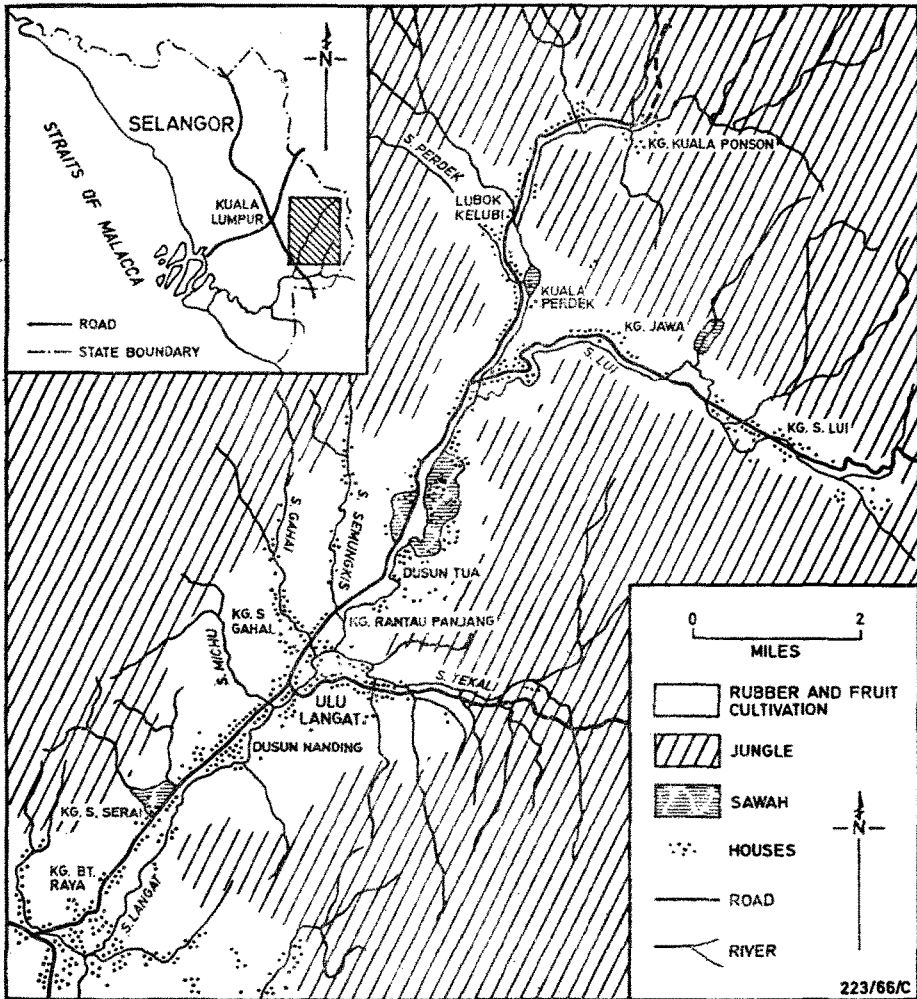 N
SELANGOR
STRAITS OF MALACCA
KUALA
LUMPUR
ROAD
STATE BOUNDARY
S. PERDEK
KG. KUALA PONSON
LUBOK
KELUBI
KUALA
PERDEK
KG. JAWA
S. LUI
KG. S. LUI
S. GAHAI
S. SEMUNGKIS
DUSUN TUA
KG. S
GAHAI
KG. RANTAU PANJANG
S. MICHU
S. TEKALI
ULU
LANGAT
DUSUN NANDING
KG. S. SERAI
KG. BT.
RAYA
S. LANGAT
0 2
MILES
RUBBER AND FRUIT
CULTIVATION
JUNGLE
SAWAH
HOUSES
ROAD
RIVER
N
223/66/C